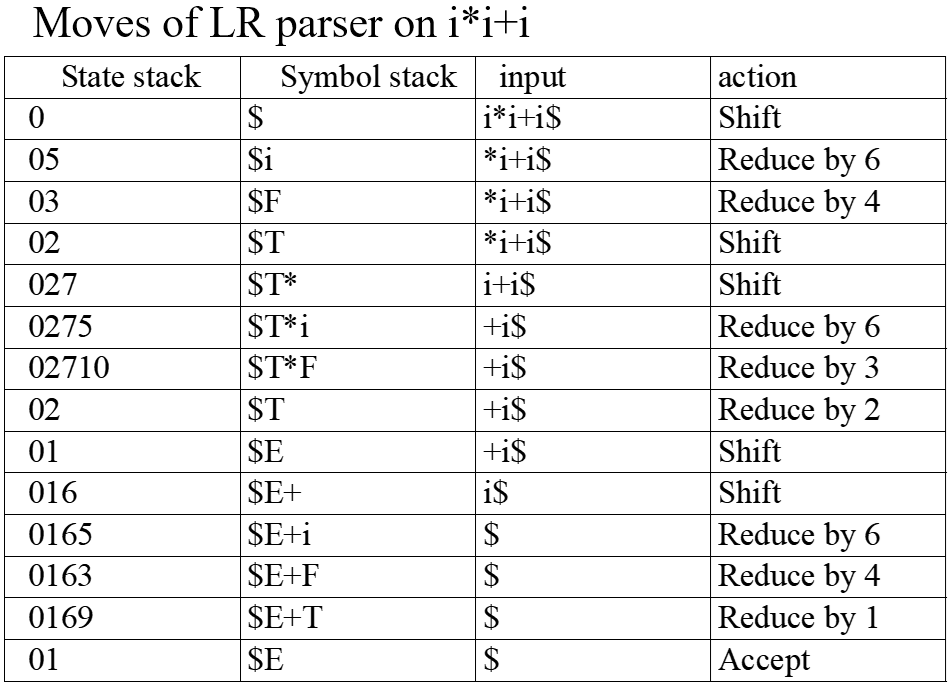 Moves of LR parser on i*i+i
State stack Symbol stack input action
0 $ i*i+i$ Shift
05 $i *i+i$ Reduce by 6
03 $F *i+i$ Reduce by 4
02 $T *i+i$ Shift
027 $T* i+i$ Shift
0275 $T*i +i$ Reduce by 6
02710 $T*F +i$ Reduce by 3
02 $T +i$ Reduce by 2
01 $E +i$ Shift
016 $E+ i$ Shift
0165 $E+i $ Reduce by 6
0163 $E+F $ Reduce by 4
0169 $E+T $ Reduce by 1
01 $E $ Accept